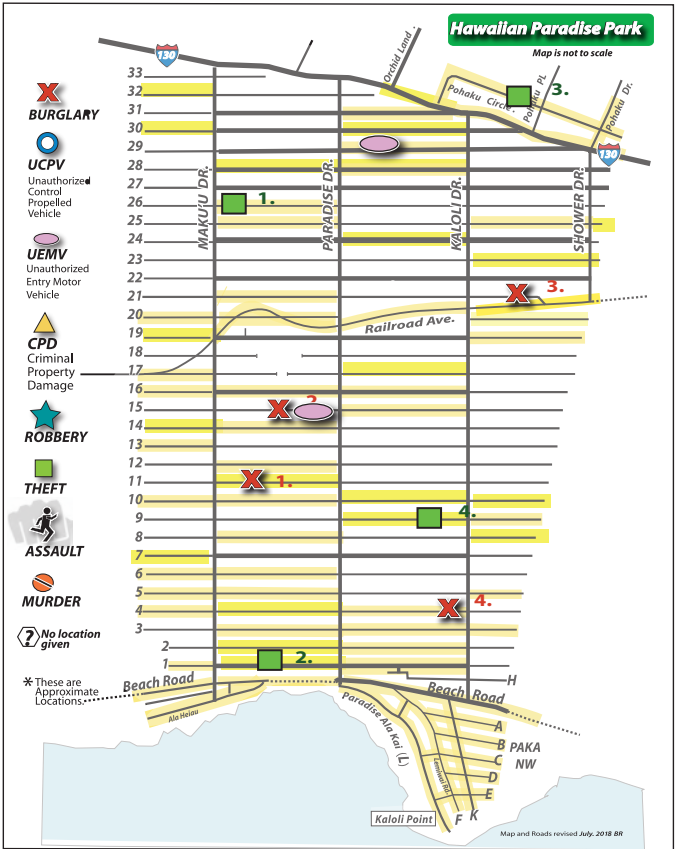 Hawaiian Paradise Park
Map is not to scale
130
Orchid Land .
Pohaku Circle .
Pohaku PL
3.
Pohaku Dr.
130
BURGLARY
UCPV
Unauthorized
Control
Propelled
Vehicle
UEMV
Unauthorized
Entry Motor
Vehicle
CPD
Criminal
Property
Damage
ROBBERY
THEFT
ASSAULT
MURDER
? No location
given
* These are
Approximate
Locations.
33
32
31
30
29
28
27
26
25
24
23
22
21
20
19
18
17
16
15
14
13
12
11
10
9
8
7
6
5
4
3
2
1
MAKU'U DR.
PARADISE DR.
KALOLI DR.
SHOWER DR.
1.
3.
Railroad Ave.
2.
1.
4.
4.
2.
H
Beach Road
Beach Road
Ala Heiau
Paradise Ala Kai (L)
Lemiwai Rd.
A
B
C
D
E
F
K
PAKA
NW
Kaloli Point
Map and Roads revised July. 2018 BR